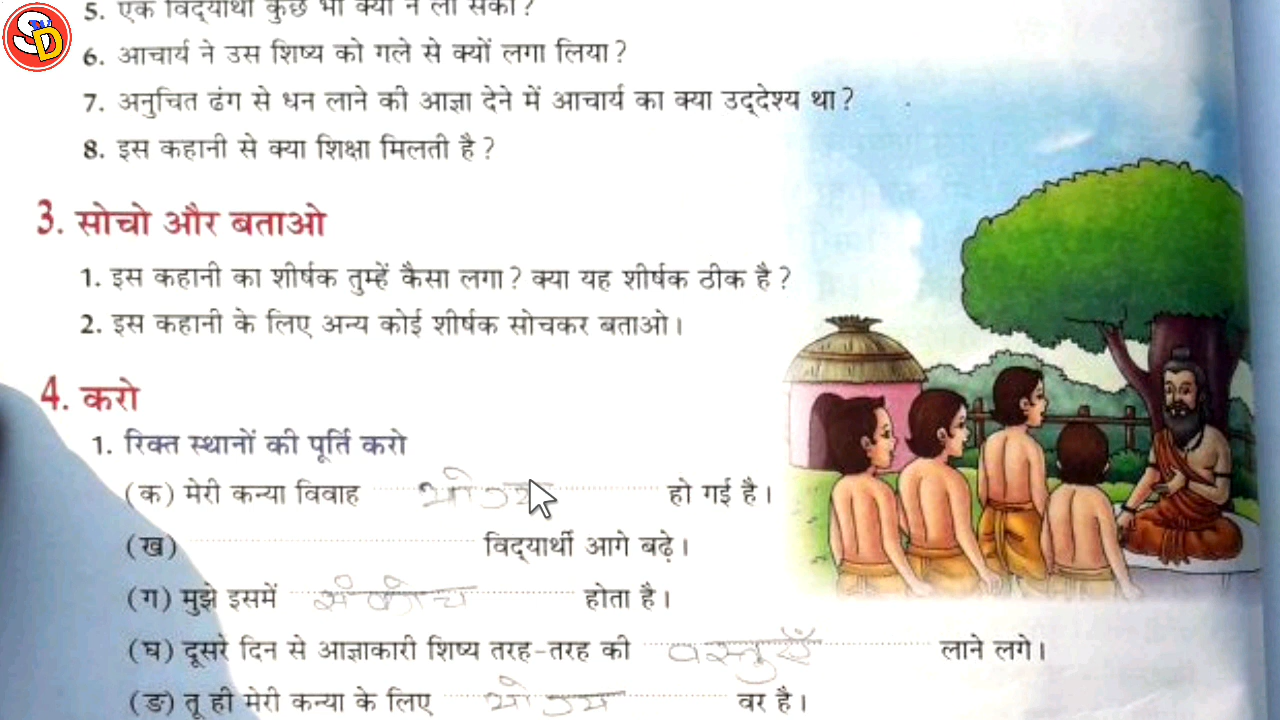 SD
5. एक विद्यार्थी कुछ भी क्यों न ला सका?
6. आचार्य ने उस शिष्य को गले से क्यों लगा लिया?
7. अनुचित ढंग से धन लाने की आज्ञा देने में आचार्य का क्या उद्देश्य था?
8. इस कहानी से क्या शिक्षा मिलती है?
3. सोचो और बताओ
1. इस कहानी का शीर्षक तुम्हें कैसा लगा? क्या यह शीर्षक ठीक है?
2. इस कहानी के लिए अन्य कोई शीर्षक सोचकर बताओ।
4. करो
1. रिक्त स्थानों की पूर्ति करो
(क) मेरी कन्या विवाह योग्य हो गई है।
(ख) विद्यार्थी आगे बढ़े।
(ग) मुझे इसमें संकोच होता है।
(घ) दूसरे दिन से आज्ञाकारी शिष्य तरह-तरह की वस्तुएँ लाने लगे।
(ङ) तू ही मेरी कन्या के लिए योग्य वर है।